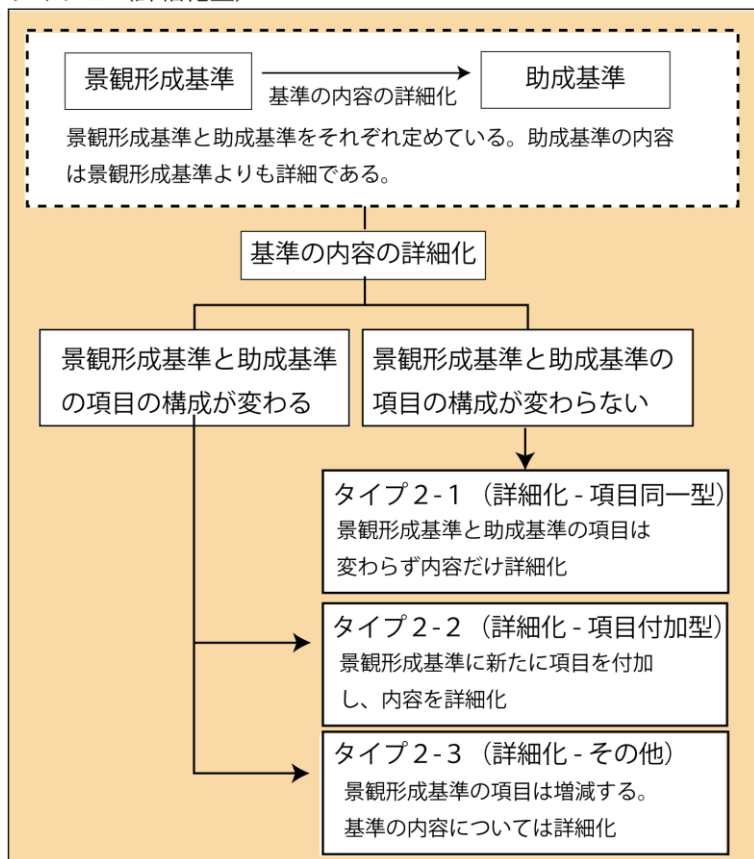 景観形成基準
助成基準
基準の内容の詳細化
景観形成基準と助成基準をそれぞれ定めている。助成基準の内容
は景観形成基準よりも詳細である。
基準の内容の詳細化
景観形成基準と助成基準
の項目の構成が変わる
景観形成基準と助成基準の
項目の構成が変わらない
タイプ2-1 (詳細化 - 項目同一型)
景観形成基準と助成基準の項目は
変わらず内容だけ詳細化
タイプ2-2 (詳細化 - 項目付加型)
景観形成基準に新たに項目を付加
し、内容を詳細化
タイプ2-3 (詳細化 - その他)
景観形成基準の項目は増減する。
基準の内容については詳細化